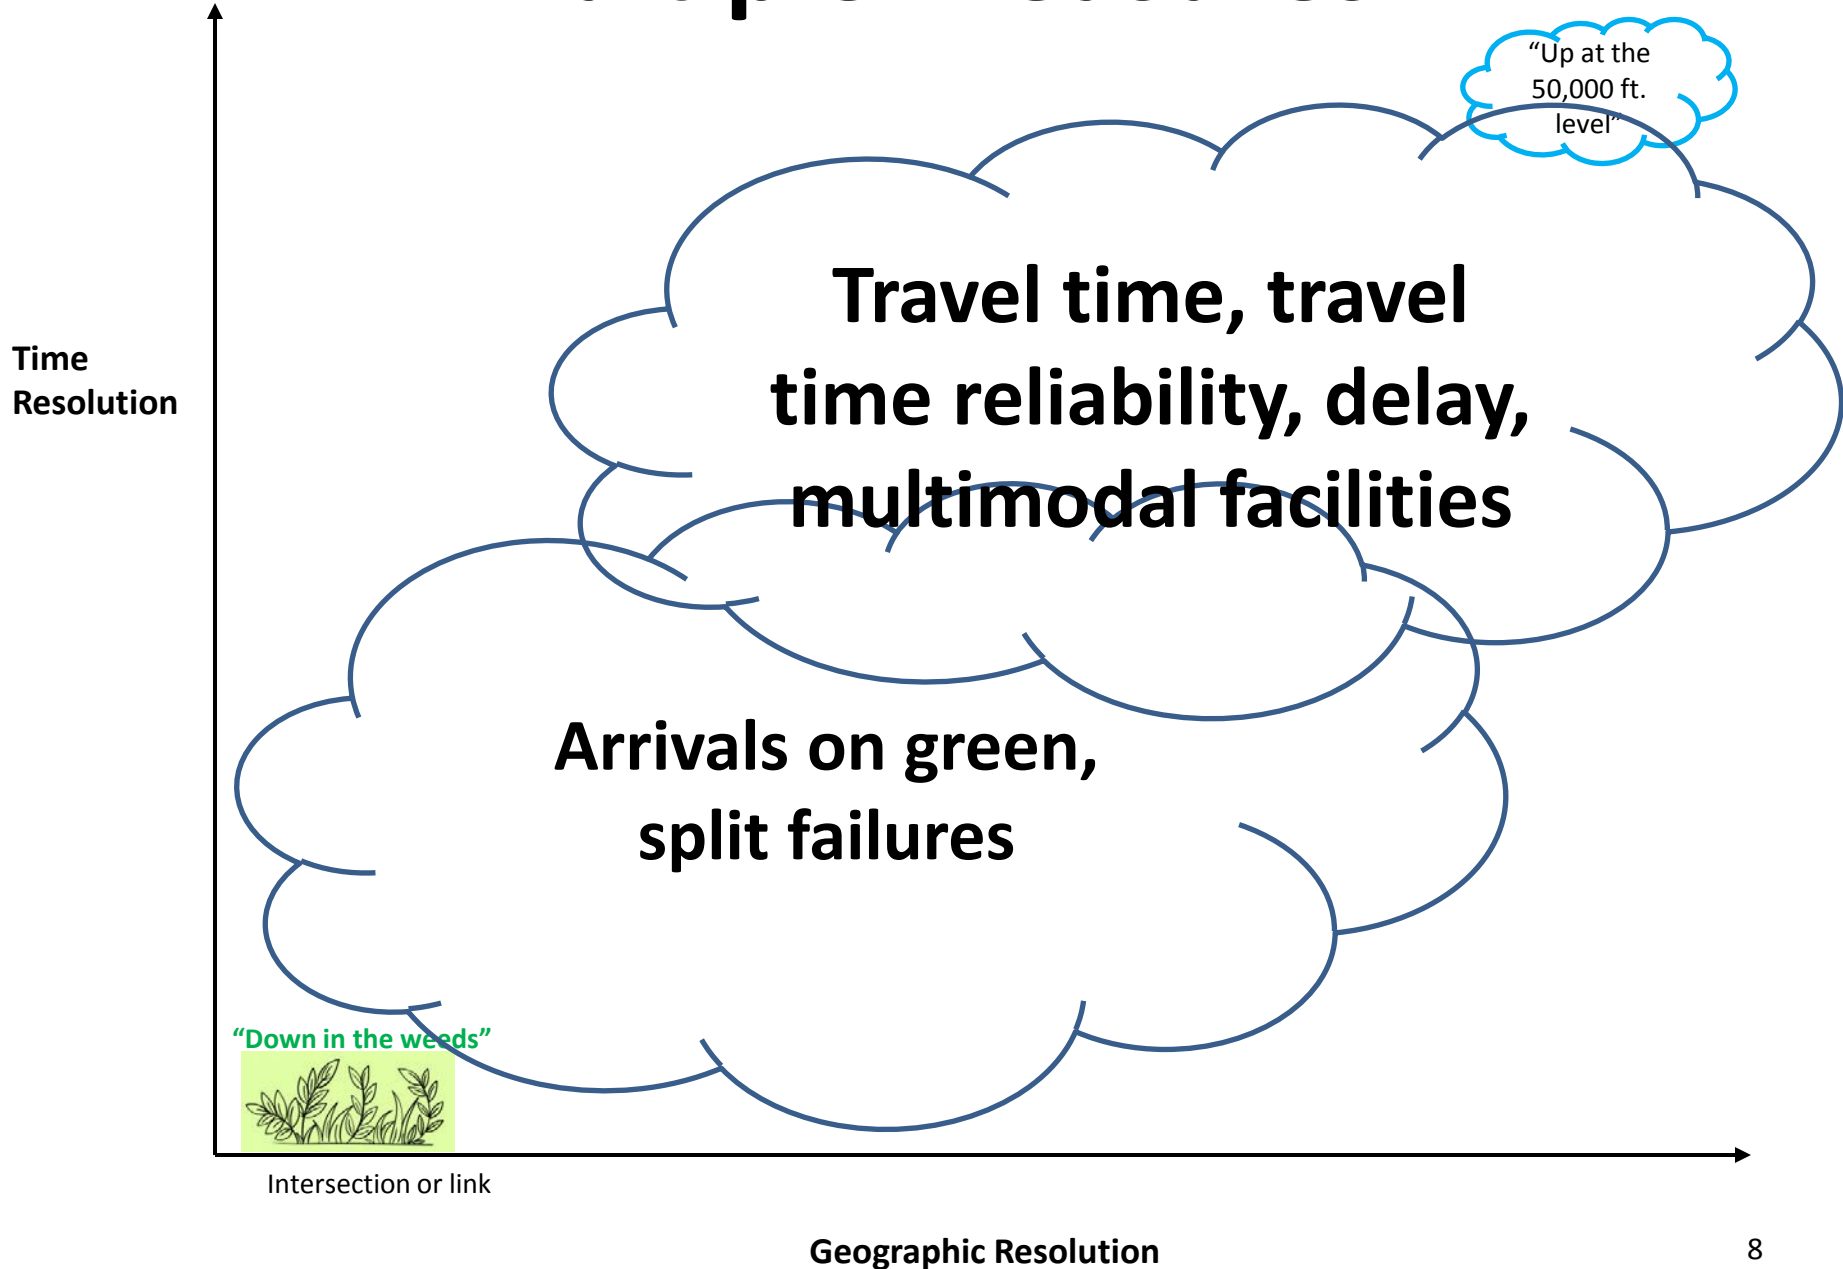 “Up at the
50,000 ft.
level”
Travel time, travel
time reliability, delay,
multimodal facilities
Time
Resolution
Arrivals on green,
split failures
“Down in the weeds”
Intersection or link
Geographic Resolution
8